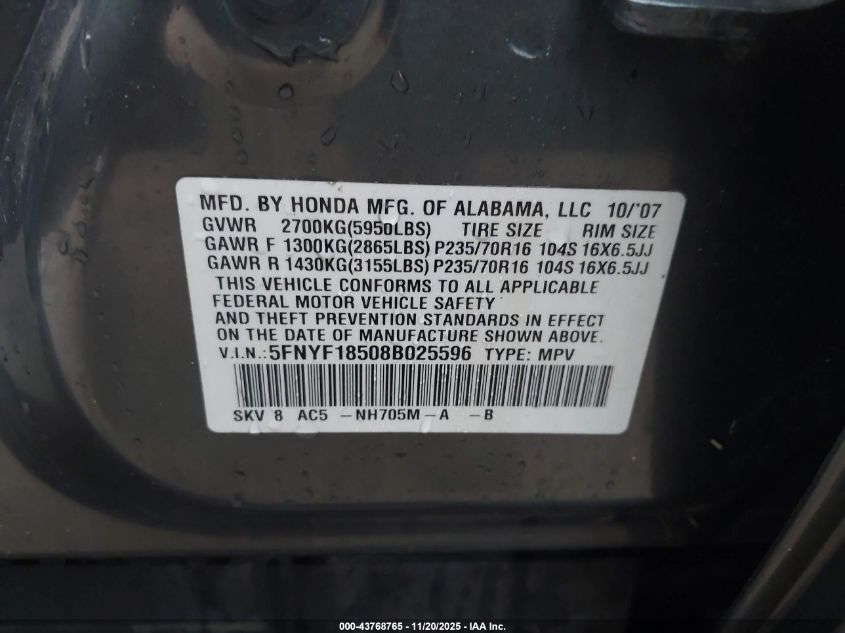 MFD. BY HONDA MFG. OF ALABAMA, LLC 10/'07
GVWR 2700KG(5950LBS) TIRE SIZE RIM SIZE
GAWR F 1300KG(2865LBS) P235/70R16 104S 16X6.5JJ
GAWR R 1430KG(3155LBS) P235/70R16 104S 16X6.5JJ
THIS VEHICLE CONFORMS TO ALL APPLICABLE
FEDERAL MOTOR VEHICLE SAFETY
AND THEFT PREVENTION STANDARDS IN EFFECT
ON THE DATE OF MANUFACTURE SHOWN ABOVE.
V.I.N.: 5FNYF18508B025596 TYPE: MPV
SKV 8 AC5 -NH705M-A -B
000-43768765 - 11/20/2025 - IAA Inc.